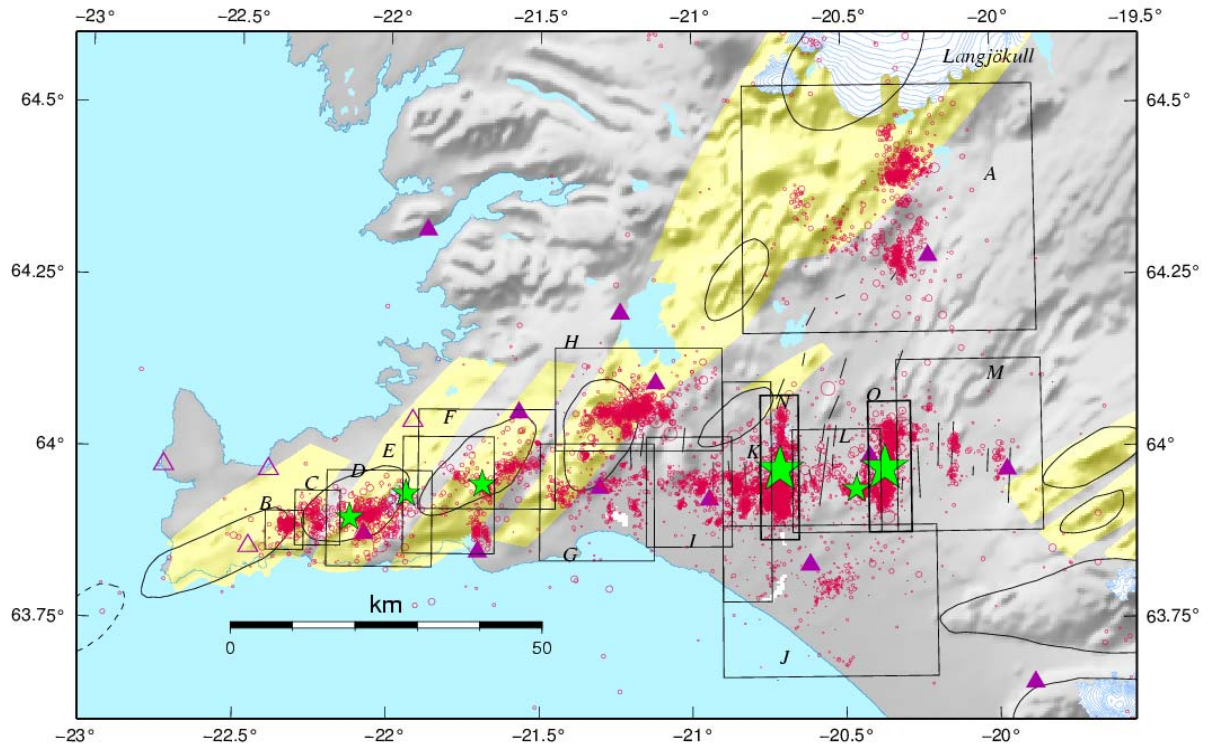 −23 −22.5 −22 −21.5 −21 −20.5 −20 −19.5
Langjökull
64.5° 64.5°
A
64.25° 64.25°
H
M
F N O
64° L 64°
E K
D
C
B
G I
km
63.75° 63.75°
0 50
J
−23 −22.5 −22 −21.5 −21 −20.5 −20